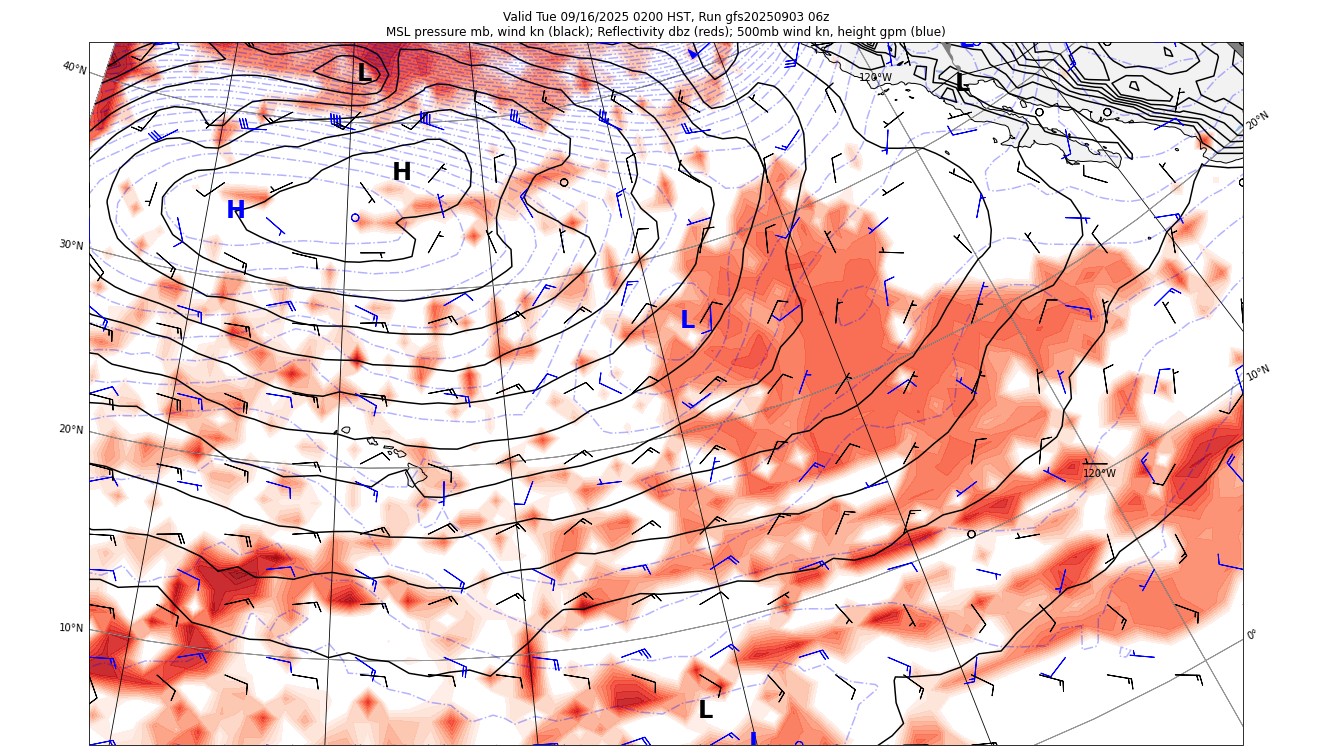 Valid Tue 09/16/2025 0200 HST, Run gfs20250903 06z
MSL pressure mb, wind kn (black); Reflectivity dbz (reds); 500mb wind kn, height gpm (blue)
40°N
L
120°W
L
20°N
H
H
30°N
L
10°N
20°N
120°W
10°N
0°
L
L